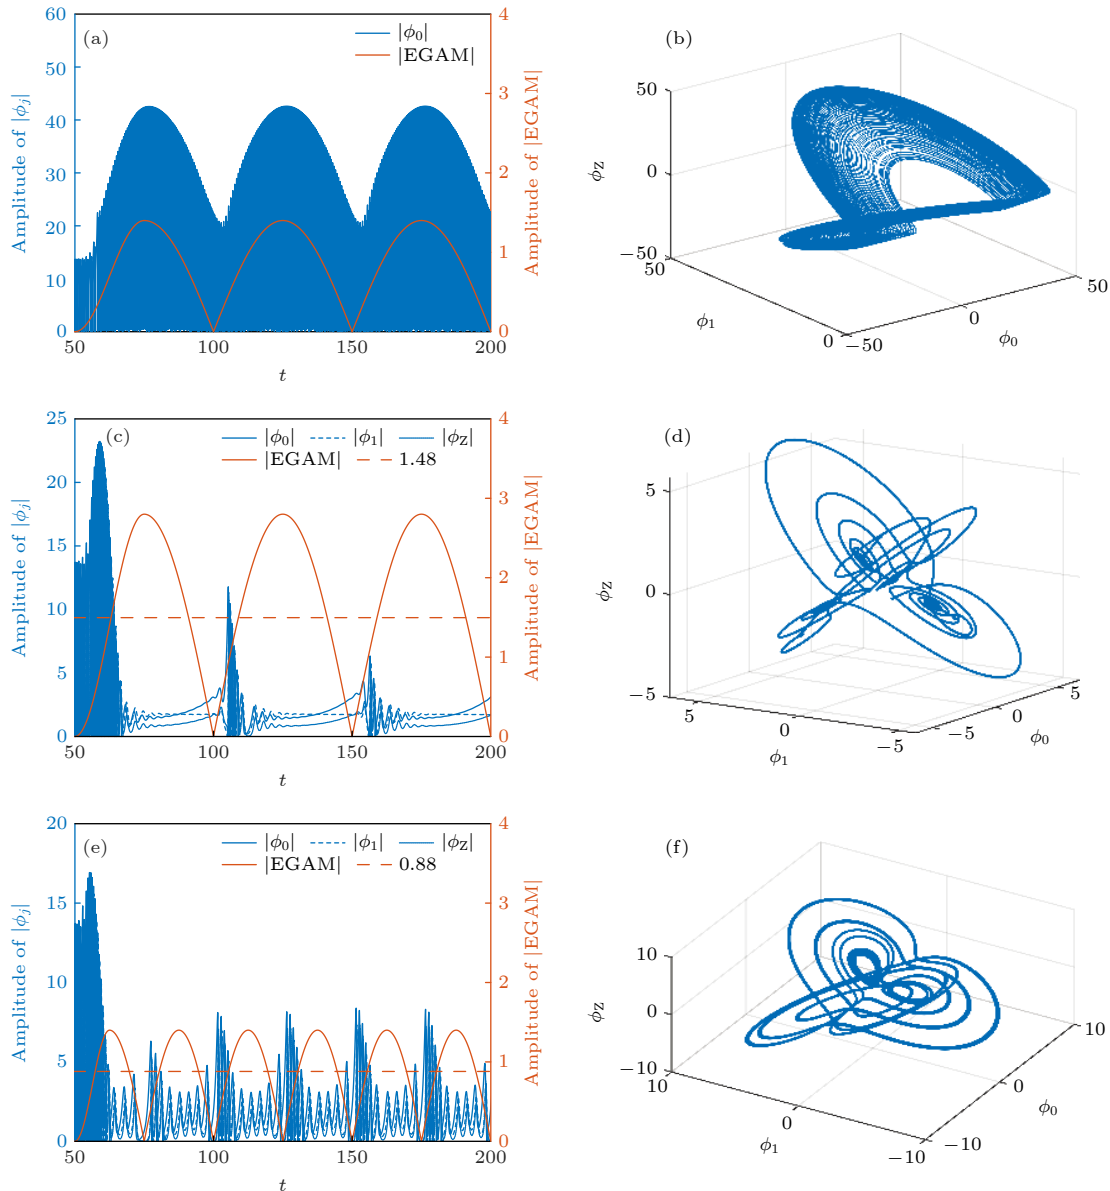 (a)
|ϕ0|
|EGAM|
Amplitude of |ϕj|
60
50
40
30
20
10
0
4
3
2
1
0
Amplitude of |EGAM|
50 100 150 200
t
(b)
ϕZ
50
0
−50
50
0
ϕ1
−50
0
50
ϕ0
(c)
|ϕ0| |ϕ1| |ϕZ|
|EGAM| 1.48
Amplitude of |ϕj|
25
20
15
10
5
0
4
3
2
1
0
Amplitude of |EGAM|
50 100 150 200
t
(d)
ϕZ
5
0
−5
5
0
−5
ϕ1
−5
0
5
ϕ0
(e)
|ϕ0| |ϕ1| |ϕZ|
|EGAM| 0.88
Amplitude of |ϕj|
20
15
10
5
0
4
3
2
1
0
Amplitude of |EGAM|
50 100 150 200
t
(f)
ϕZ
10
0
−10
10
0
−10
ϕ1
−10
0
10
ϕ0